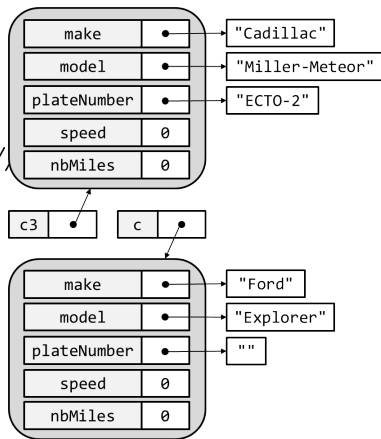 make "Cadillac"
model "Miller-Meteor"
plateNumber "ECTO-2"
speed 0
nbMiles 0
c3 c
make "Ford"
model "Explorer"
plateNumber ""
speed 0
nbMiles 0